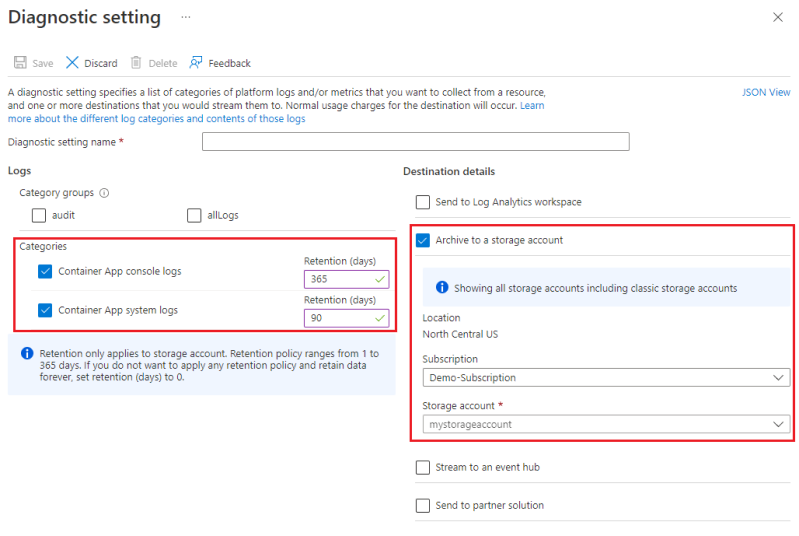 Diagnostic setting ...
Save Discard Delete Feedback
A diagnostic setting specifies a list of categories of platform logs and/or metrics that you want to collect from a resource,
and one or more destinations that you would stream them to. Normal usage charges for the destination will occur. Learn
more about the different log categories and contents of those logs
JSON View
Diagnostic setting name *
Logs
Category groups
audit
allLogs
Categories
Container App console logs
Retention (days)
365
Container App system logs
Retention (days)
90
Retention only applies to storage account. Retention policy ranges from 1 to
365 days. If you do not want to apply any retention policy and retain data
forever, set retention (days) to 0.
Destination details
Send to Log Analytics workspace
Archive to a storage account
Showing all storage accounts including classic storage accounts
Location
North Central US
Subscription
Demo-Subscription
Storage account *
mystorageaccount
Stream to an event hub
Send to partner solution